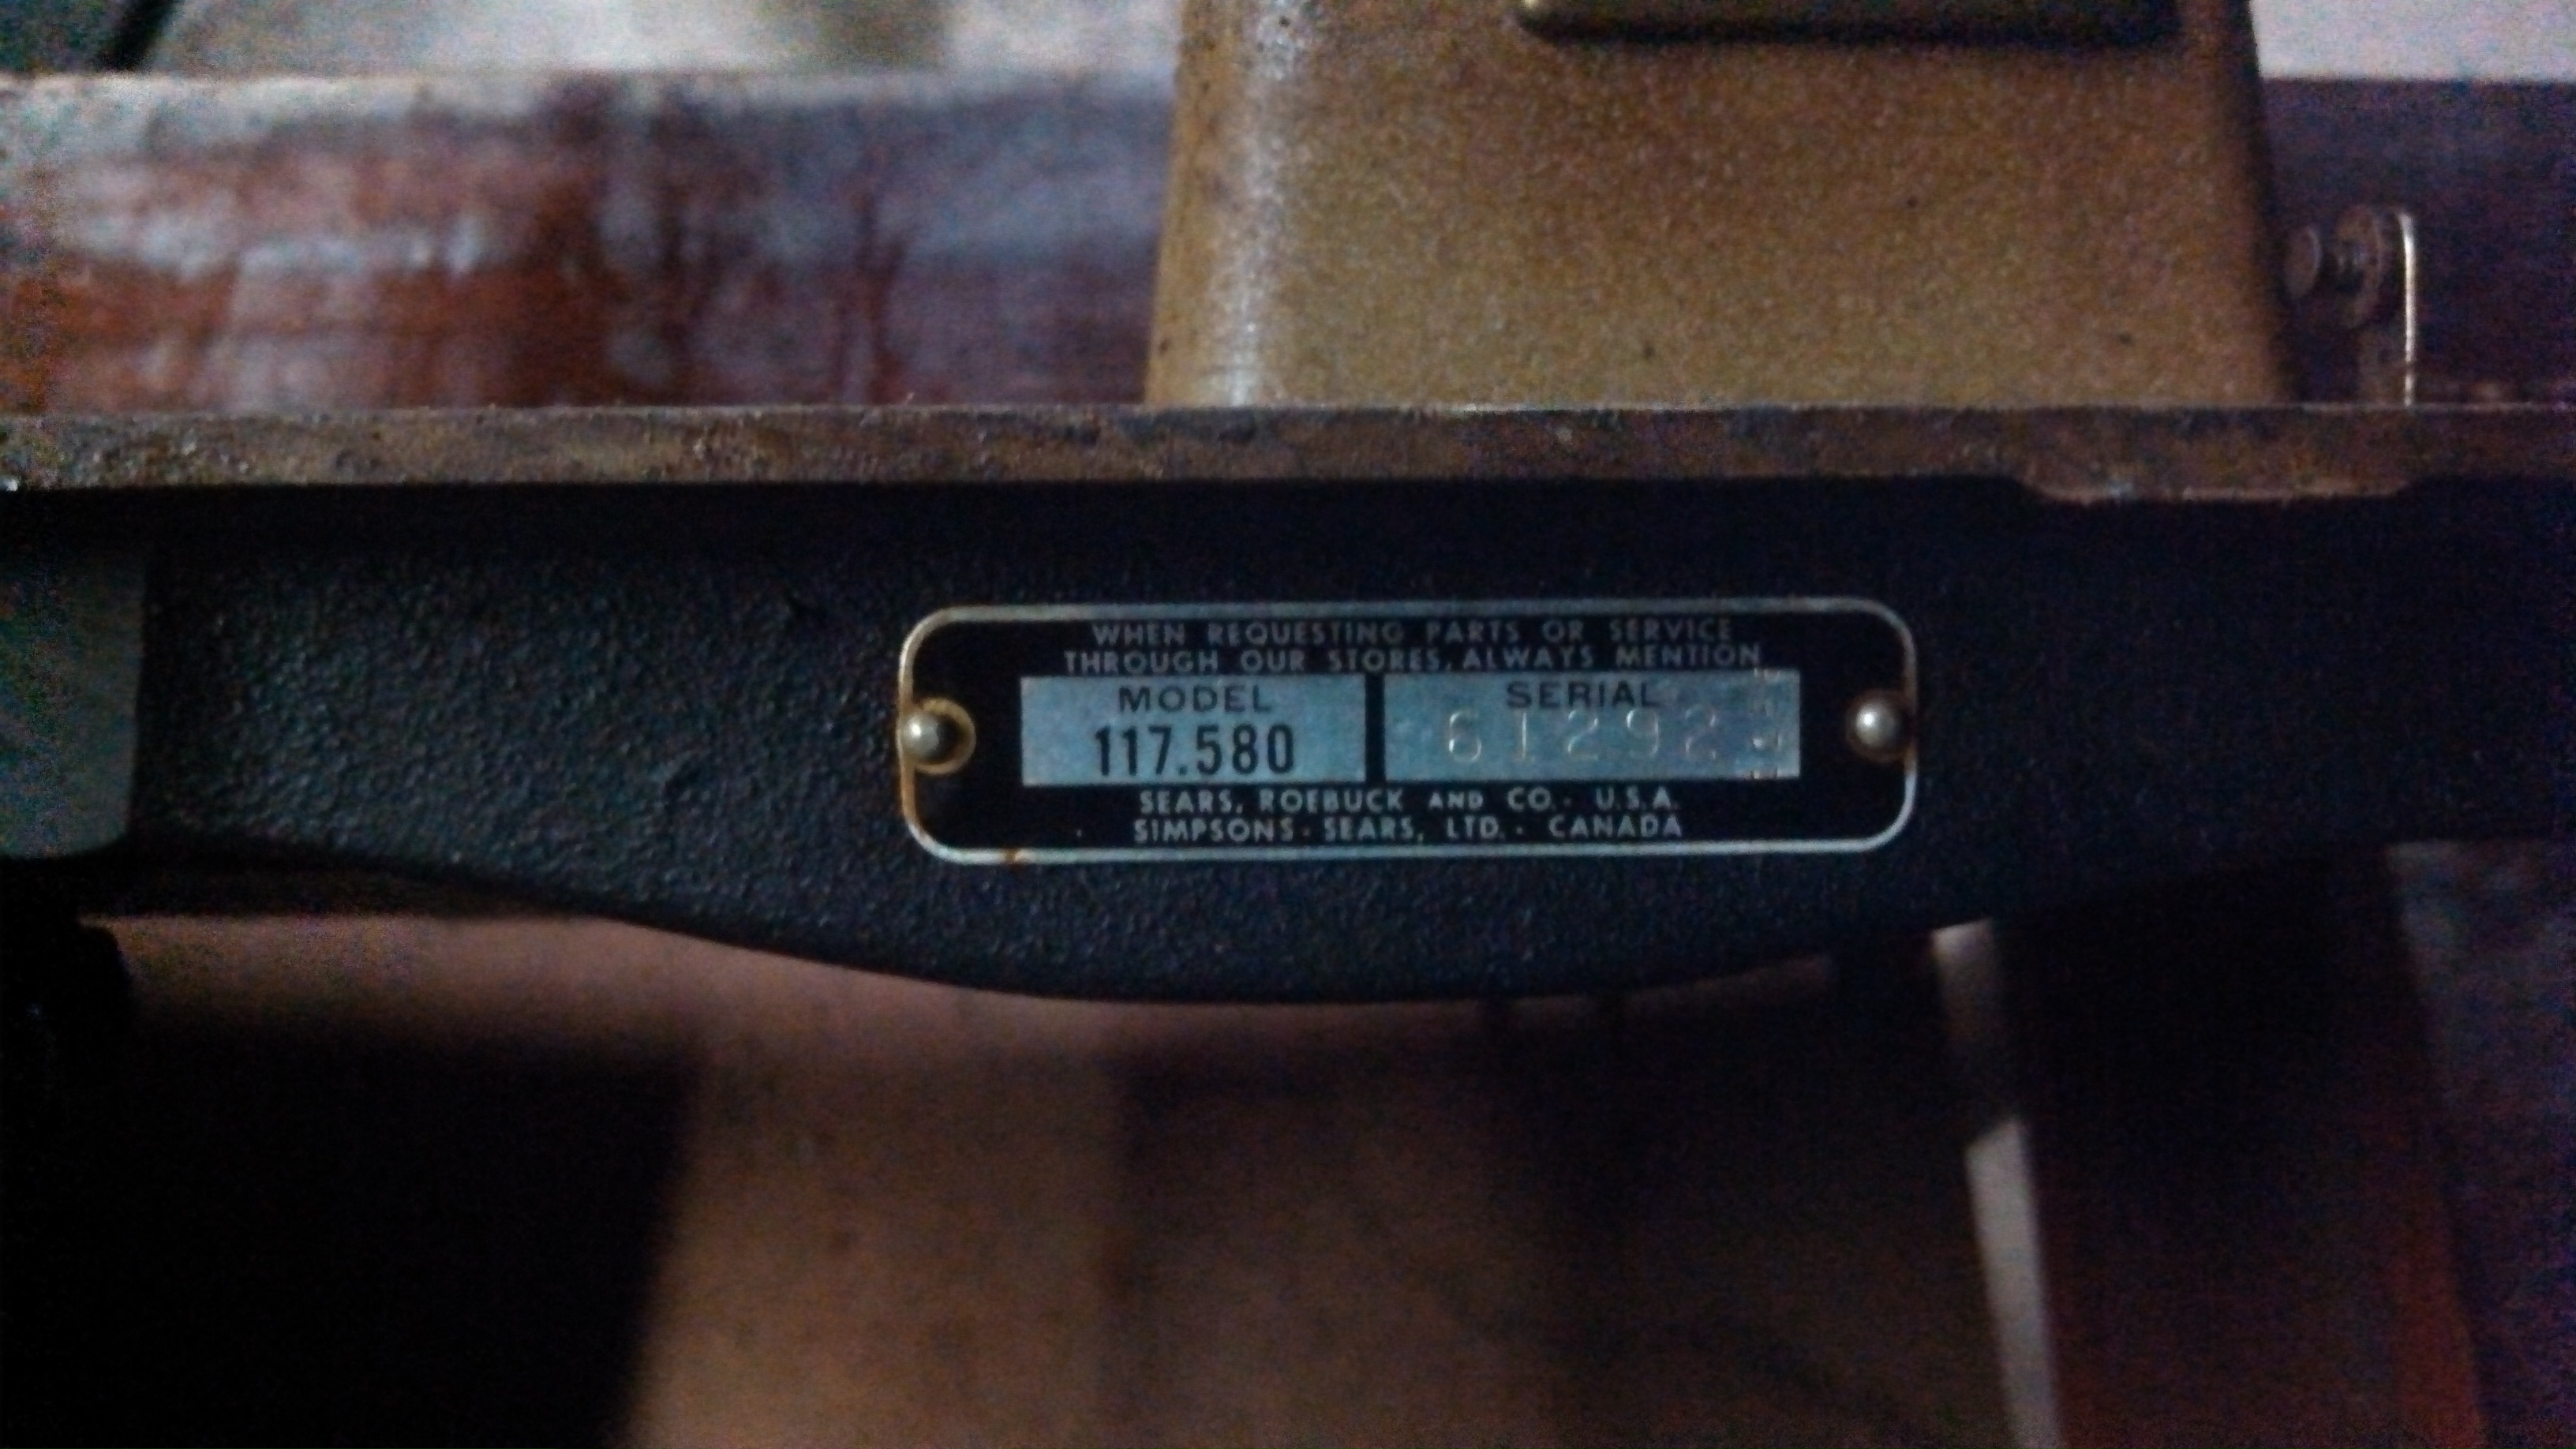 WHEN REQUESTING PARTS OR SERVICE
THROUGH OUR STORES, ALWAYS MENTION
MODEL
117.580
SERIAL
SEARS, ROEBUCK AND CO. - U.S.A.
SIMPSONS - SEARS, LTD. - CANADA